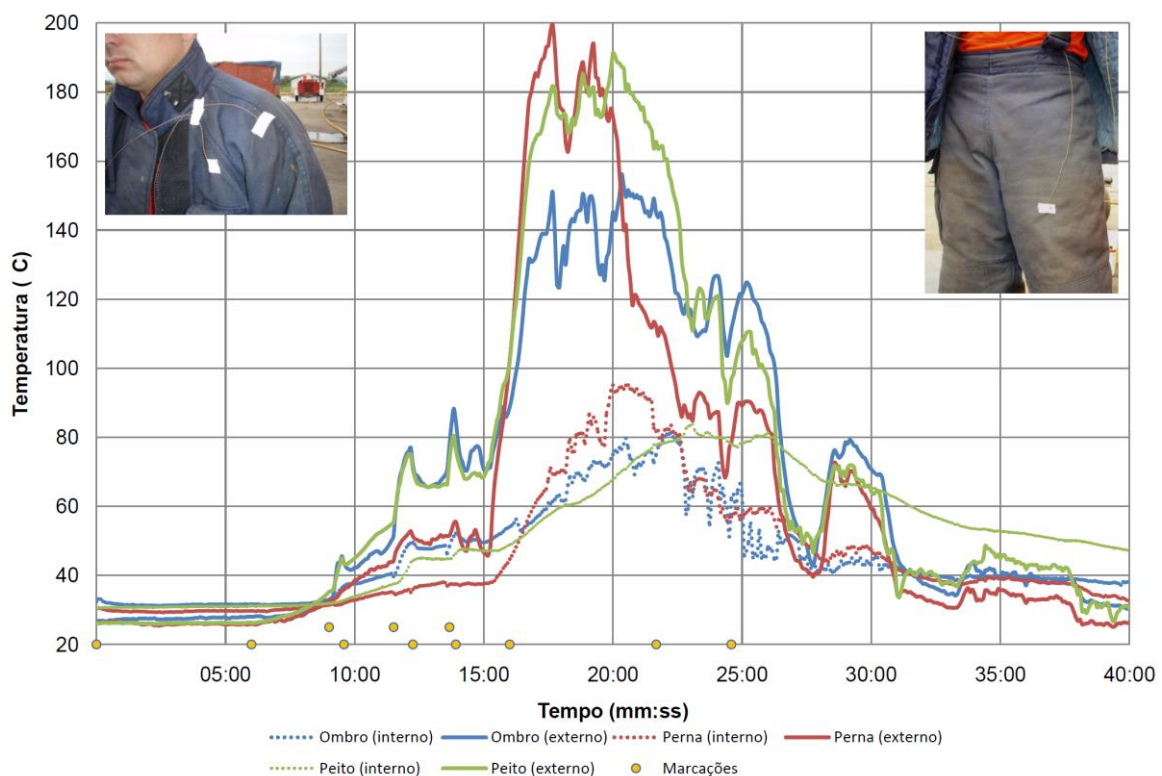 200
180
160
140
120
100
80
60
40
20
Temperatura ( C)
05:00 10:00 15:00 20:00 25:00 30:00 35:00 40:00
Tempo (mm:ss)
Ombro (interno) Ombro (externo) Perna (interno) Perna (externo)
Peito (interno) Peito (externo) Marcações